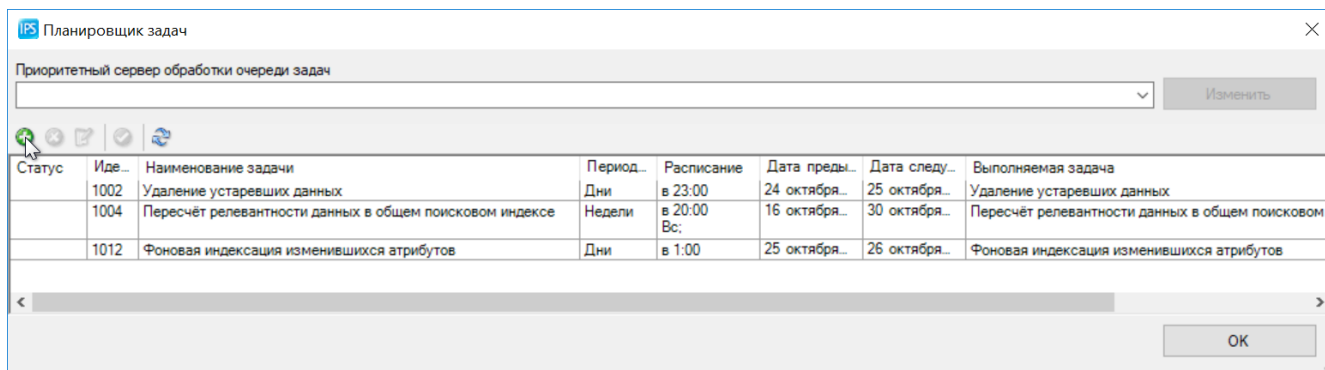 IPS Планировщик задач
Приоритетный сервер обработки очереди задач
Изменить
Статус Иде... Наименование задачи Период... Расписание Дата преды... Дата следу... Выполняемая задача
1002 Удаление устаревших данных Дни в 23:00 24 октября... 25 октября... Удаление устаревших данных
1004 Пересчёт релевантности данных в общем поисковом индексе Недели в 20:00 16 октября... 30 октября... Пересчёт релевантности данных в общем поисковом
Вс;
1012 Фоновая индексация изменившихся атрибутов Дни в 1:00 25 октября... 26 октября... Фоновая индексация изменившихся атрибутов
OK